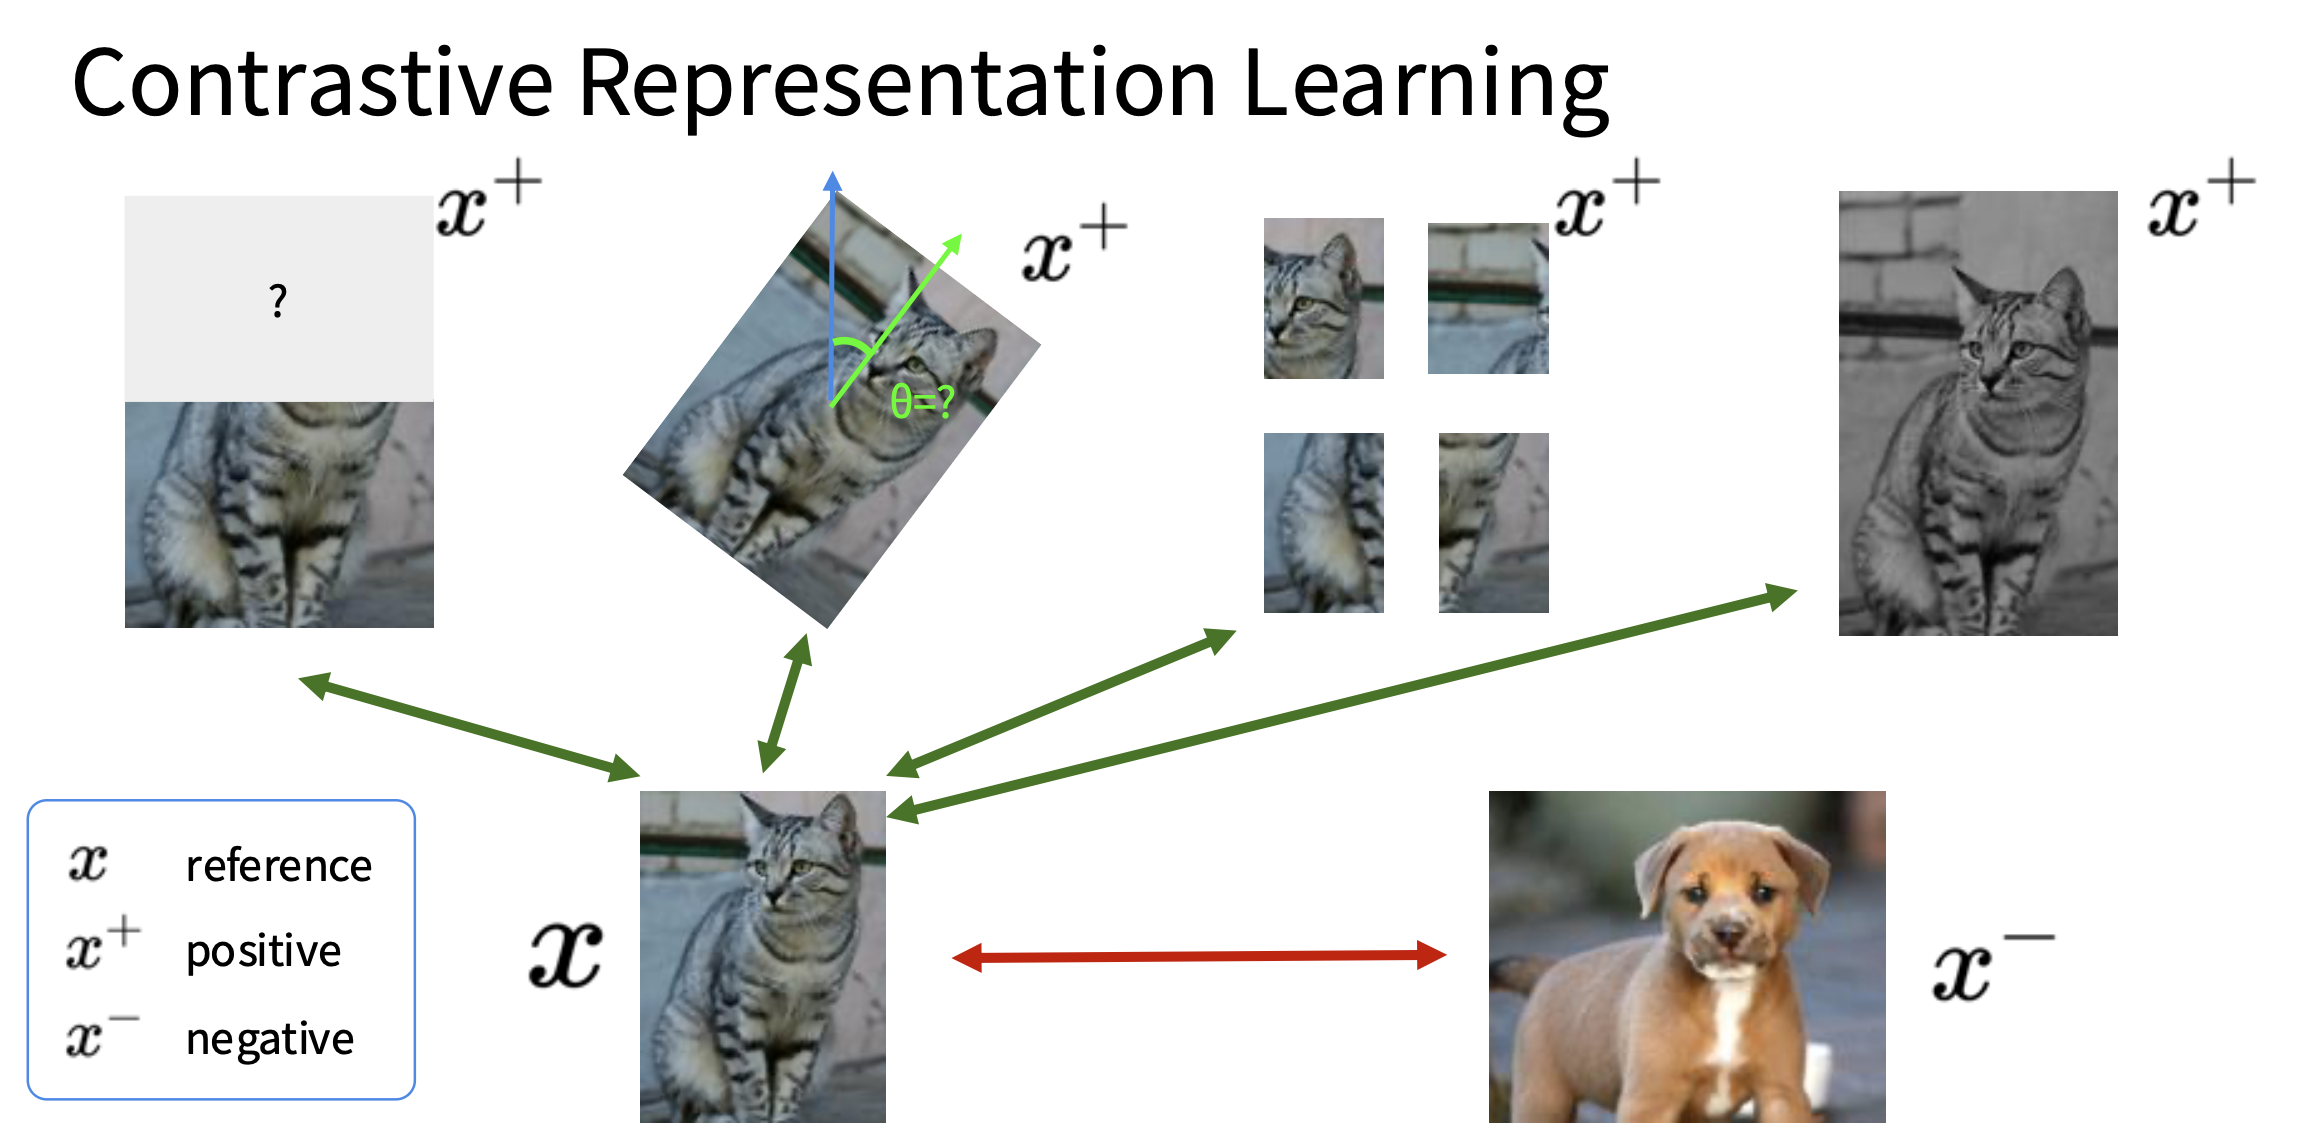 Contrastive Representation Learning
x⁺
x⁺
x⁺
x⁺
?
θ=?
x reference
x⁺ positive
x⁻ negative
x
x⁻